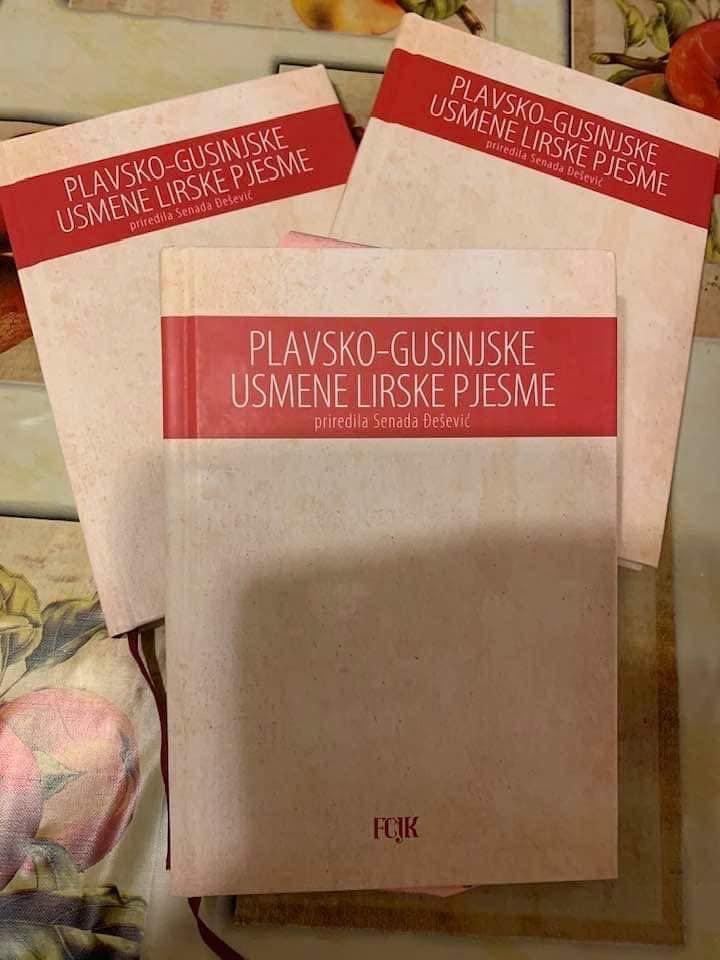 PLAVSKO-GUSINJSKE
USMENE LIRSKE PJESME
priredila Senada Đešević
PLAVSKO-GUSINJSKE
USMENE LIRSKE PJESME
priredila Senada Đešević
PLAVSKO-GUSINJSKE
USMENE LIRSKE PJESME
priredila Senada Đešević
FCJK